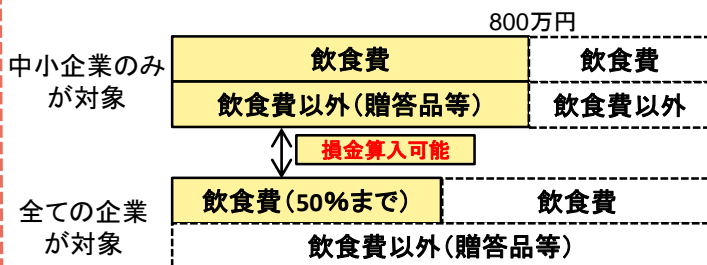 800万円
中小企業のみ
が対象
飲食費
飲食費
飲食費以外（贈答品等）
飲食費以外
損金算入可能
全ての企業
が対象
飲食費（50%まで）
飲食費
飲食費以外（贈答品等）